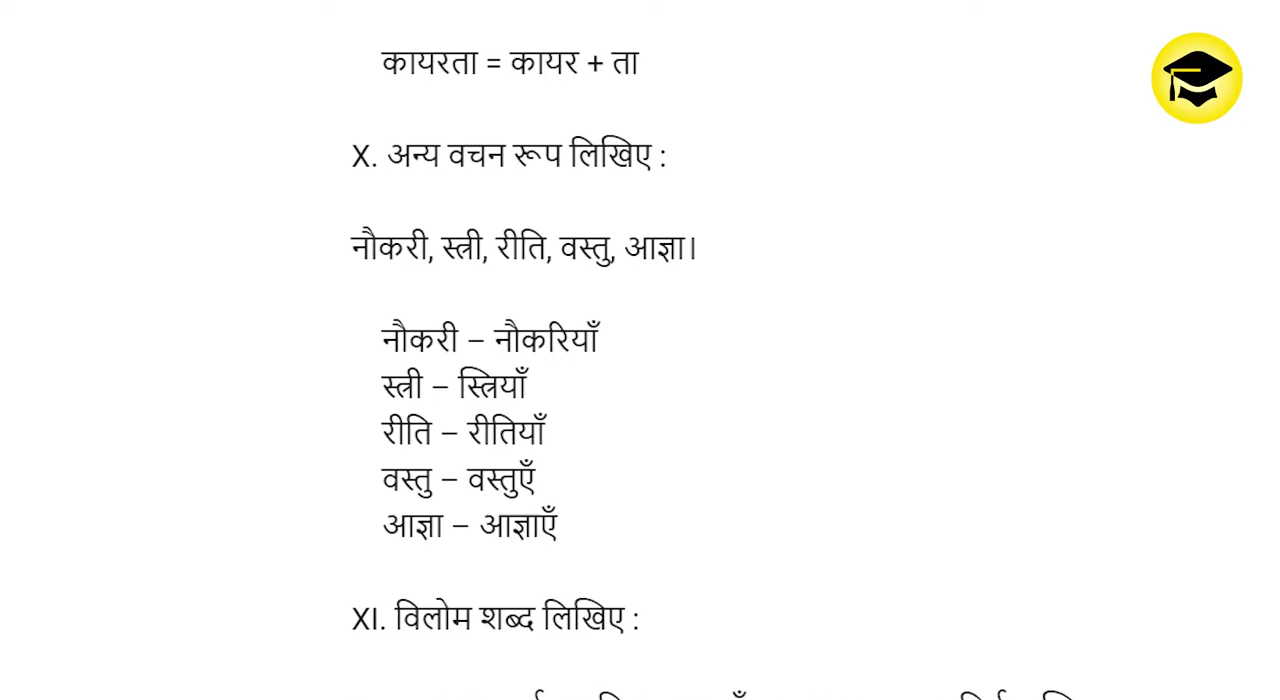 कायरता = कायर + ता
X. अन्य वचन रूप लिखिए :
नौकरी, स्त्री, रीति, वस्तु, आज्ञा।
नौकरी – नौकरियाँ
स्त्री – स्त्रियाँ
रीति – रीतियाँ
वस्तु – वस्तुएँ
आज्ञा – आज्ञाएँ
XI. विलोम शब्द लिखिए :